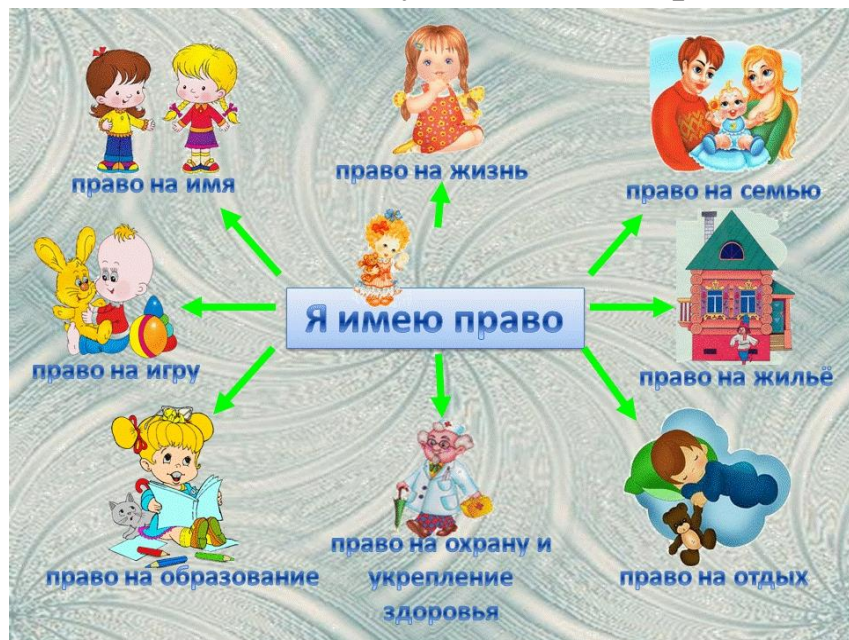 право на имя
право на жизнь
право на семью
Я имею право
право на игру
право на жильё
право на образование
право на охрану и
укрепление
здоровья
право на отдых